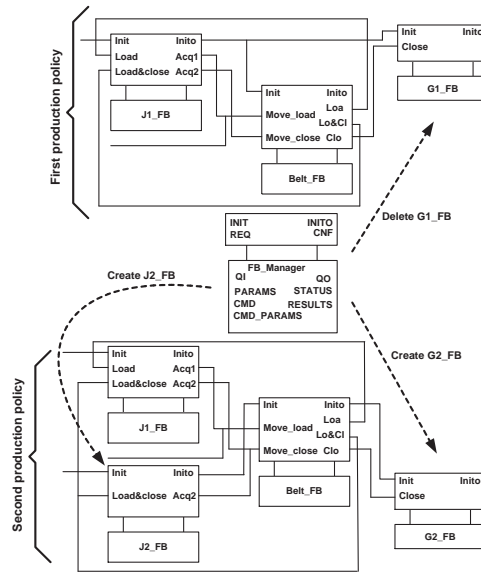 First production policy
Init Inito
Load Acq1
Load&close Acq2
J1_FB
Init Inito
Loa
Move_load Lo&Cl
Move_close Clo
Belt_FB
Init Inito
Close
G1_FB
Delete G1_FB
INIT INITO
REQ CNF
FB_Manager
QI QO
PARAMS STATUS
CMD RESULTS
CMD_PARAMS
Create J2_FB
Create G2_FB
Second production policy
Init Inito
Load Acq1
Load&close Acq2
J1_FB
Init Inito
Loa
Move_load Lo&Cl
Move_close Clo
Belt_FB
Init Inito
Load&close Acq2
J2_FB
Init Inito
Close
G2_FB